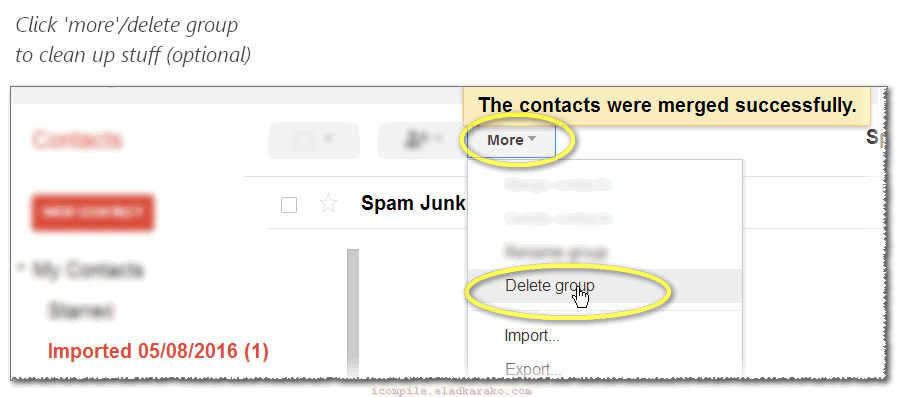 Click 'more'/delete group
to clean up stuff (optional)
The contacts were merged successfully.
Contacts
More
Sp
NEW CONTACT
Spam Junk
My Contacts
Rename group
Starred
Delete group
Imported 05/08/2016 (1)
Import...
Export...
icompile.eladkarako.com